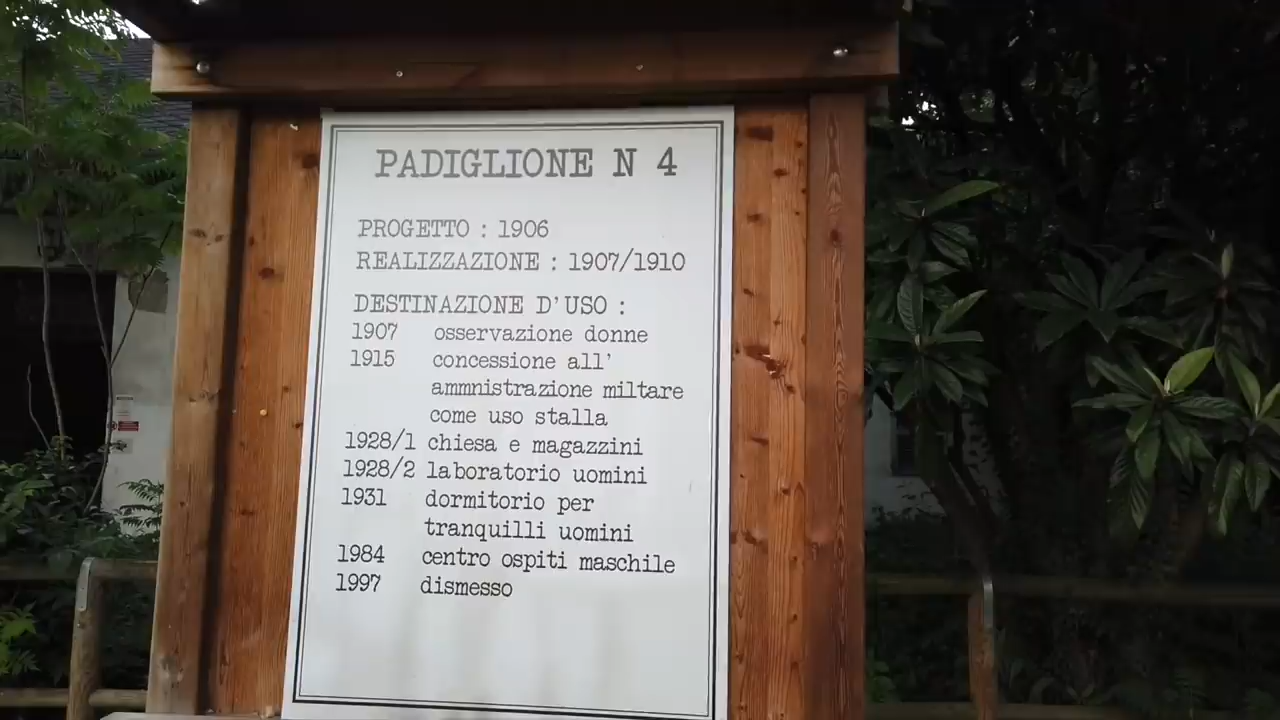 PADIGLIONE N 4
PROGETTO : 1906
REALIZZAZIONE : 1907/1910
DESTINAZIONE D'USO :
1907 osservazione donne
1915 concessione all'
ammnistrazione miltare
come uso stalla
1928/1 chiesa e magazzini
1928/2 laboratorio uomini
1931 dormitorio per
tranquilli uomini
1984 centro ospiti maschile
1997 dismesso